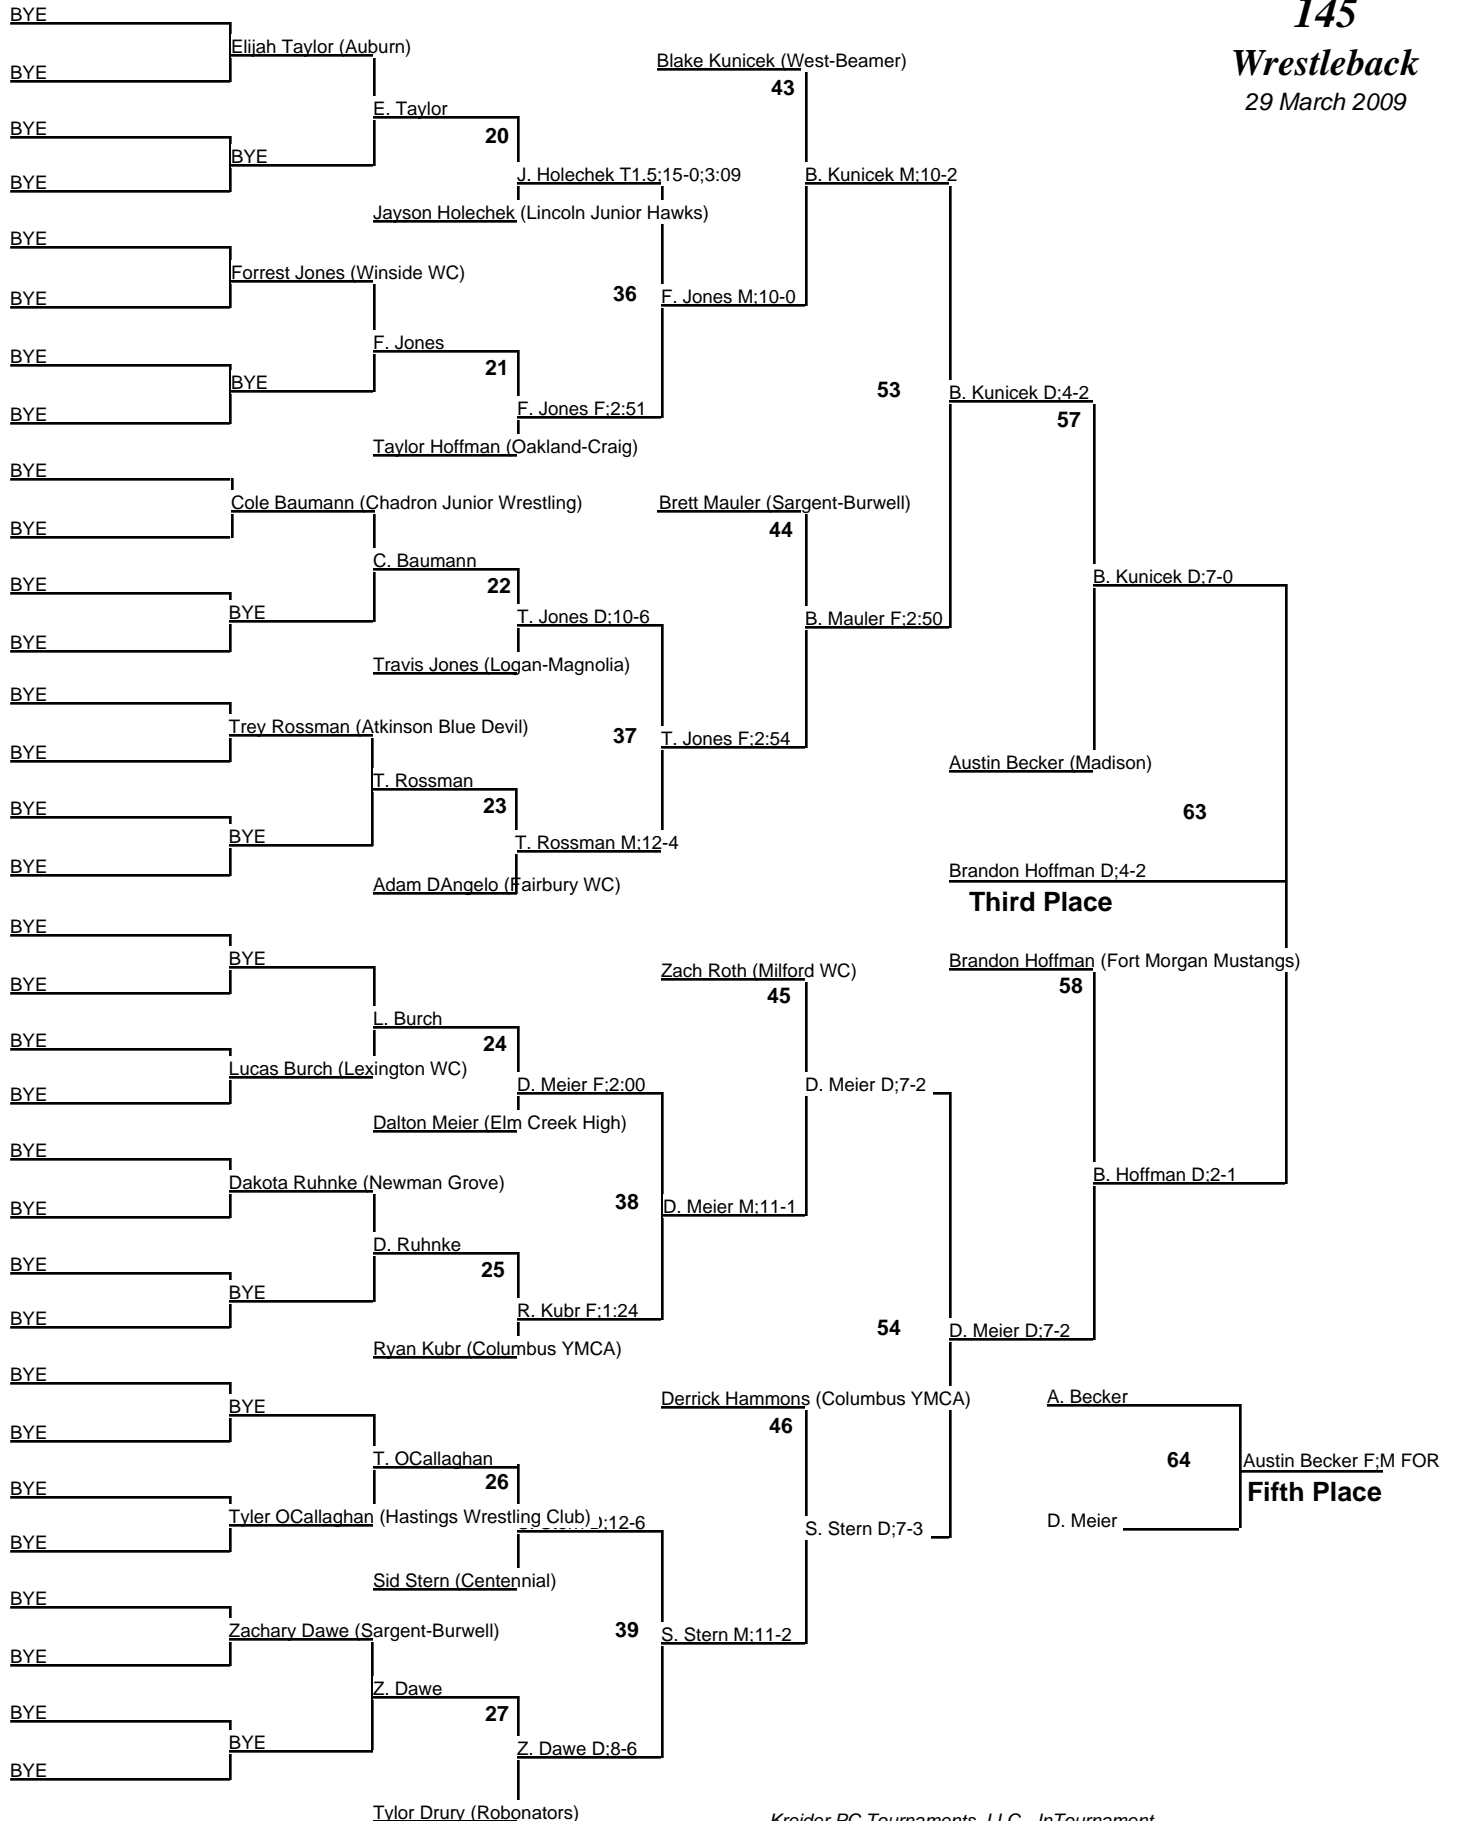 145
Wrestleback
29 March 2009
BYE
Elijah Taylor (Auburn)
BYE
E. Taylor
BYE
20
BYE
BYE
J. Holechek T1.5;15-0;3:09
Jayson Holechek (Lincoln Junior Hawks)
BYE
Forrest Jones (Winside WC)
BYE
36
F. Jones M;10-0
F. Jones
BYE
21
BYE
BYE
F. Jones F;2:51
Taylor Hoffman (Oakland-Craig)
Blake Kunicek (West-Beamer)
43
B. Kunicek M;10-2
53
B. Kunicek D;4-2
57
BYE
Cole Baumann (Chadron Junior Wrestling)
BYE
C. Baumann
BYE
22
BYE
BYE
T. Jones D;10-6
Travis Jones (Logan-Magnolia)
Brett Mauler (Sargent-Burwell)
44
B. Mauler F;2:50
B. Kunicek D;7-0
BYE
Trey Rossman (Atkinson Blue Devil)
BYE
37
T. Jones F;2:54
T. Rossman
BYE
23
BYE
BYE
T. Rossman M;12-4
Adam DAngelo (Fairbury WC)
Austin Becker (Madison)
63
Brandon Hoffman D;4-2
Third Place
BYE
BYE
BYE
L. Burch
BYE
24
Lucas Burch (Lexington WC)
BYE
D. Meier F;2:00
Dalton Meier (Elm Creek High)
Zach Roth (Milford WC)
45
D. Meier D;7-2
Brandon Hoffman (Fort Morgan Mustangs)
58
B. Hoffman D;2-1
BYE
Dakota Ruhnke (Newman Grove)
BYE
38
D. Meier M;11-1
D. Ruhnke
BYE
25
BYE
BYE
R. Kubr F;1:24
Ryan Kubr (Columbus YMCA)
54
D. Meier D;7-2
BYE
BYE
BYE
T. OCallaghan
26
BYE
Tyler OCallaghan (Hastings Wrestling Club)
;12-6
BYE
Sid Stern (Centennial)
Derrick Hammons (Columbus YMCA)
46
S. Stern D;7-3
A. Becker
64
Austin Becker F;M FOR
Fifth Place
D. Meier
BYE
Zachary Dawe (Sargent-Burwell)
BYE
39
S. Stern M;11-2
Z. Dawe
BYE
27
BYE
BYE
Z. Dawe D;8-6
Tylor Drury (Robonators)
Kreider PC Tournaments, LLC - InTournament